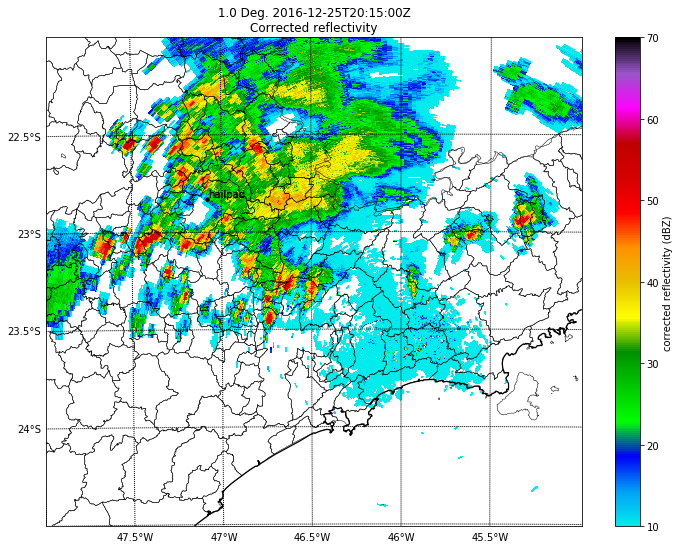 1.0 Deg. 2016-12-25T20:15:00Z
Corrected reflectivity
22.5°S
hailpad
23°S
23.5°S
24°S
47.5°W
47°W
46.5°W
46°W
45.5°W
70
60
50
40
30
20
10
corrected reflectivity (dBZ)